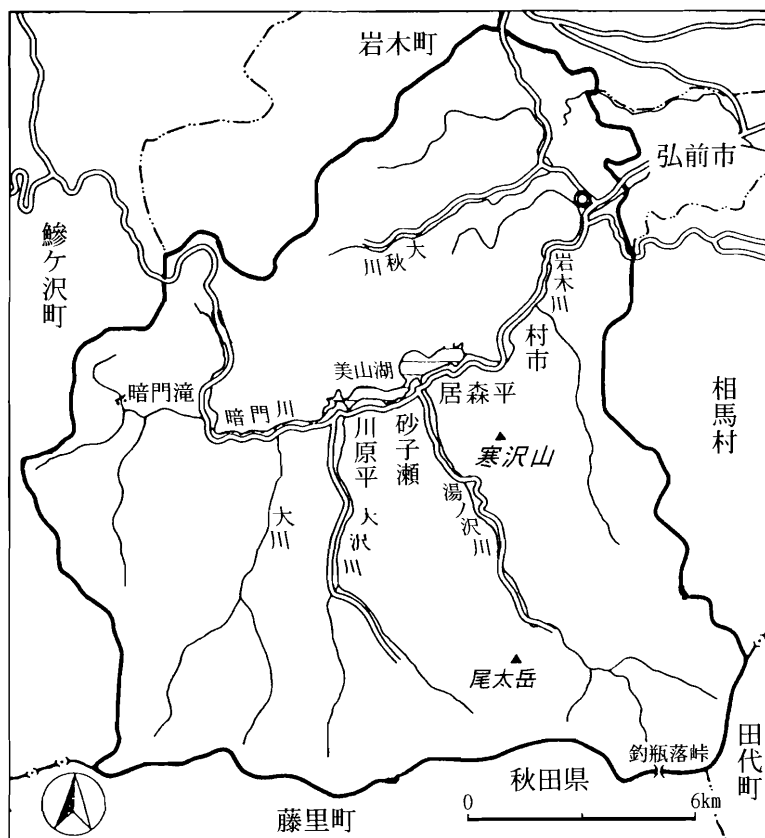 岩木町
弘前市
鰺ケ沢町
大秋川
岩木川
村市
美山湖
居森平
相馬村
暗門滝
暗門川
川原平
砂子瀬
寒沢山
大川
大沢川
湯ノ沢川
尾太岳
釣瓶落峠
田代町
秋田県
藤里町
0 6km